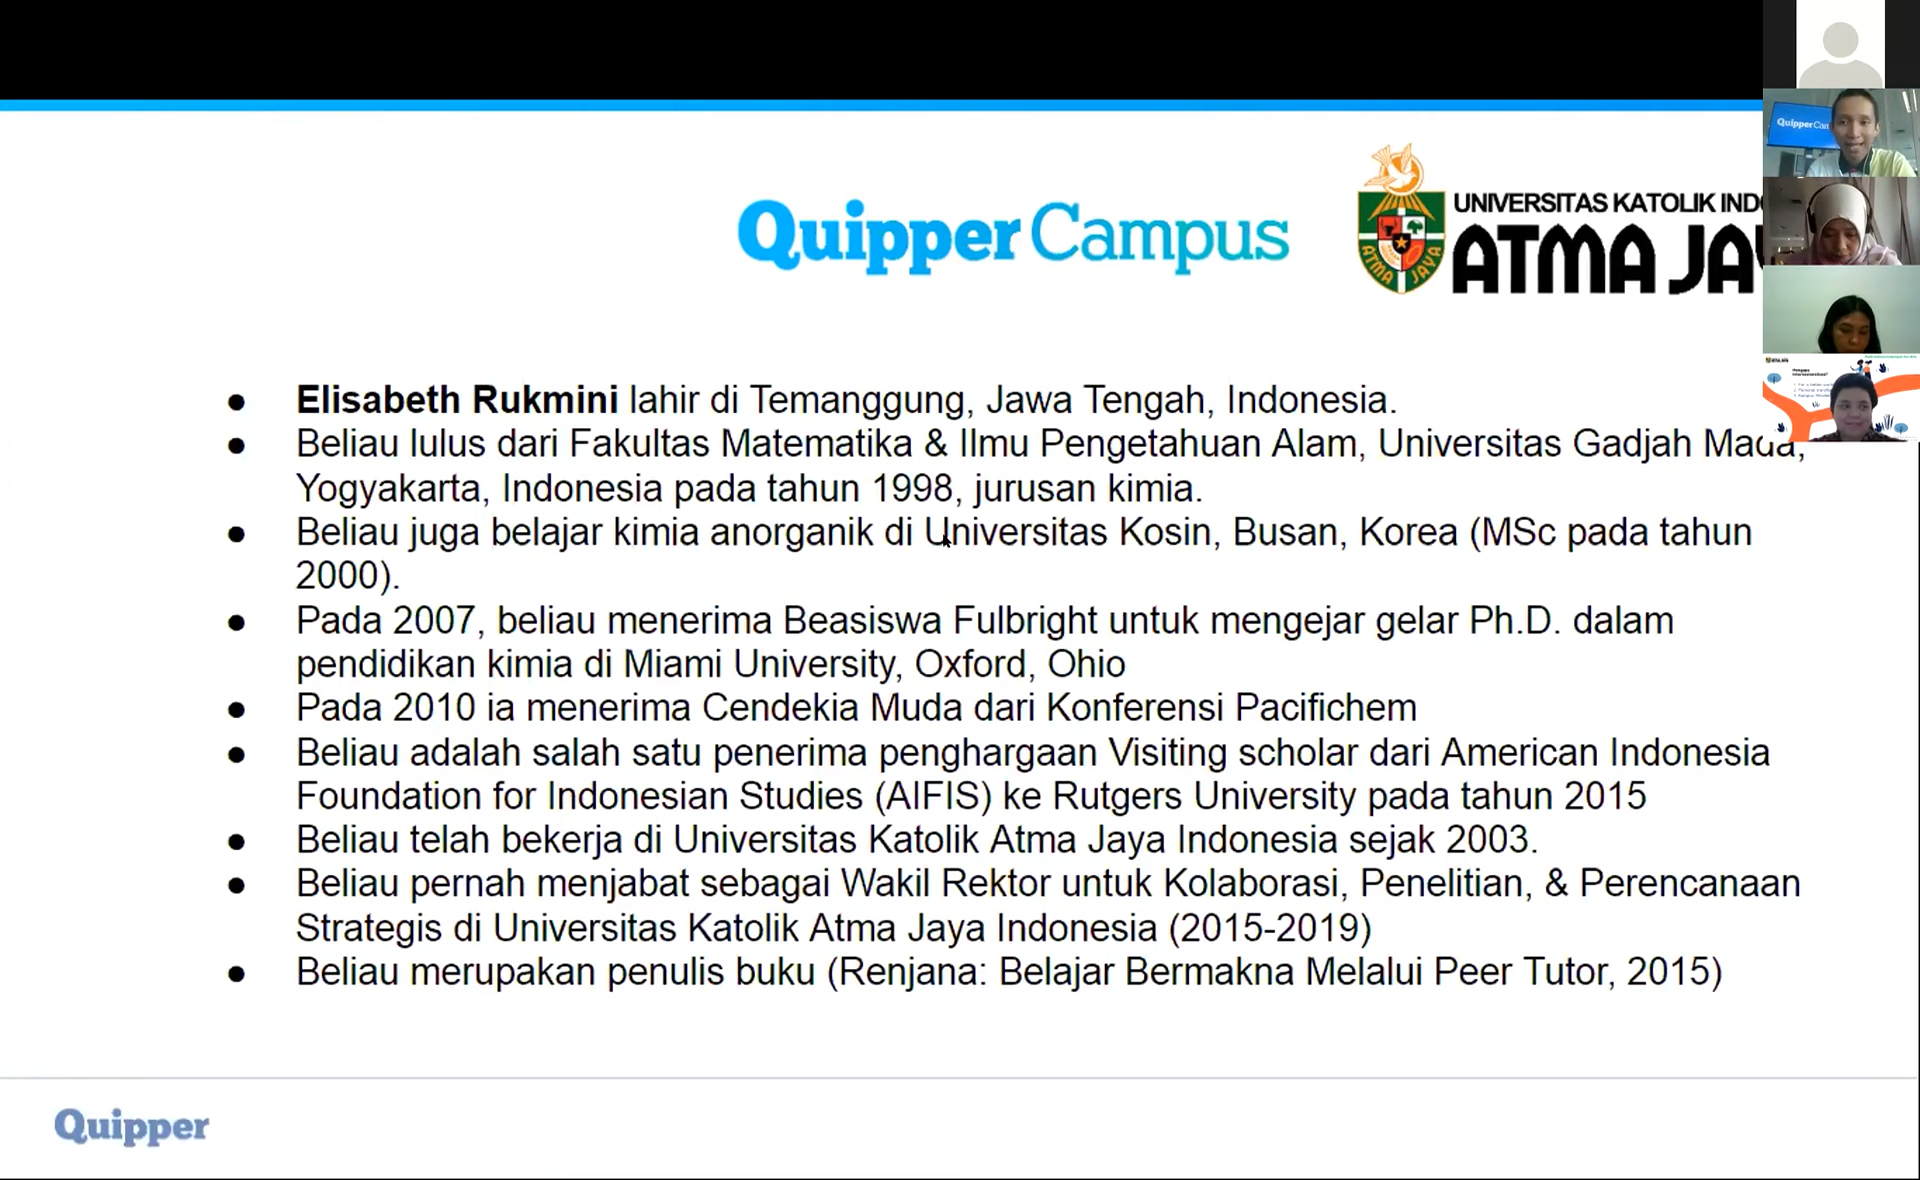 Quipper Campus
UNIVERSITAS KATOLIK INDO
ATMA JAY
ATMA JAYA
Quipper Cam
● Elisabeth Rukmini lahir di Temanggung, Jawa Tengah, Indonesia.
● Beliau lulus dari Fakultas Matematika & Ilmu Pengetahuan Alam, Universitas Gadjah Mada,
Yogyakarta, Indonesia pada tahun 1998, jurusan kimia.
● Beliau juga belajar kimia anorganik di Universitas Kosin, Busan, Korea (MSc pada tahun
2000).
● Pada 2007, beliau menerima Beasiswa Fulbright untuk mengejar gelar Ph.D. dalam
pendidikan kimia di Miami University, Oxford, Ohio
● Pada 2010 ia menerima Cendekia Muda dari Konferensi Pacifichem
● Beliau adalah salah satu penerima penghargaan Visiting scholar dari American Indonesia
Foundation for Indonesian Studies (AIFIS) ke Rutgers University pada tahun 2015
● Beliau telah bekerja di Universitas Katolik Atma Jaya Indonesia sejak 2003.
● Beliau pernah menjabat sebagai Wakil Rektor untuk Kolaborasi, Penelitian, & Perencanaan
Strategis di Universitas Katolik Atma Jaya Indonesia (2015-2019)
● Beliau merupakan penulis buku (Renjana: Belajar Bermakna Melalui Peer Tutor, 2015)
Quipper